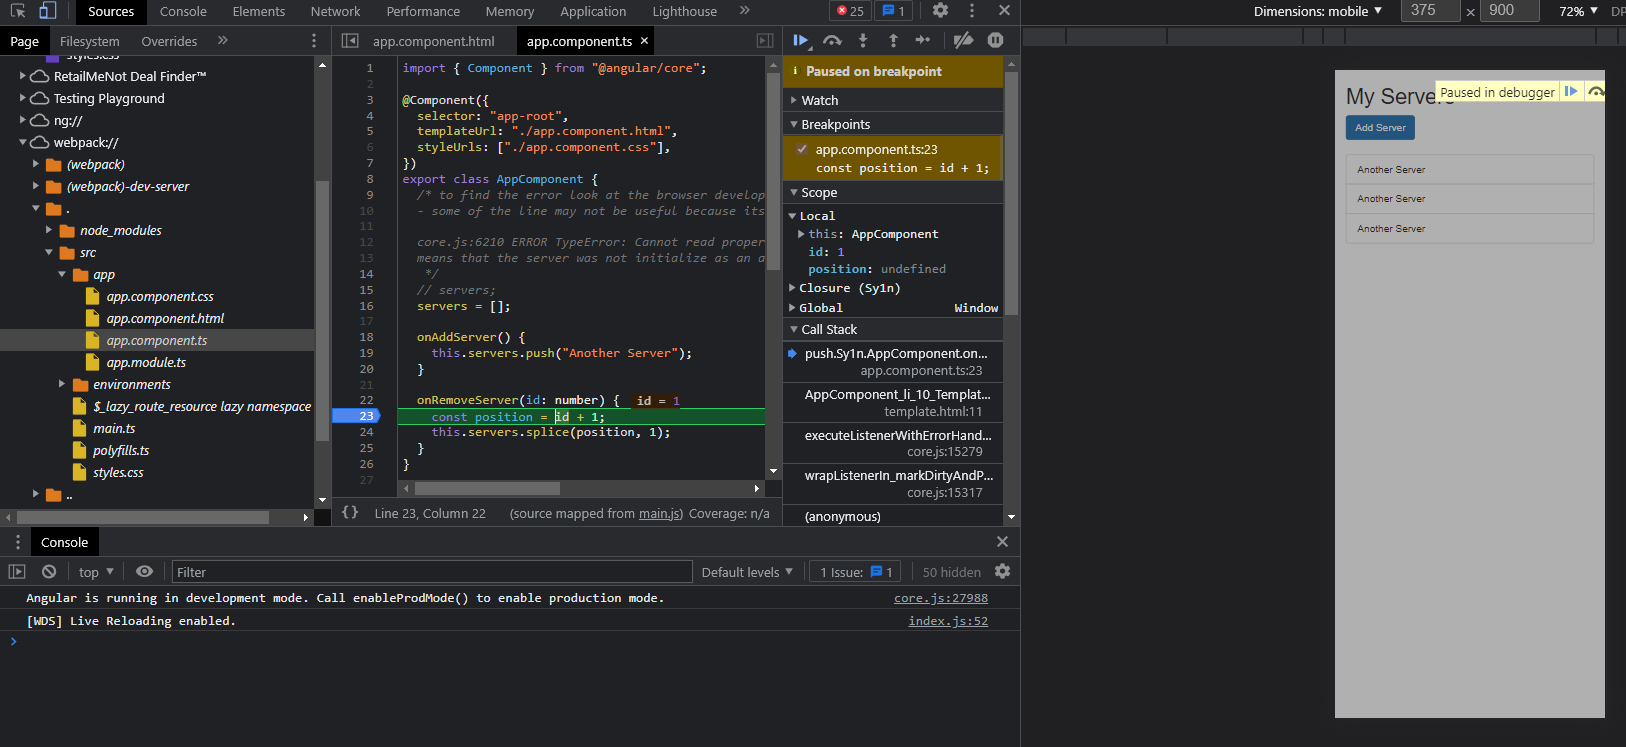 Sources Console Elements Network Performance Memory Application Lighthouse » 25 1
Dimensions: mobile 375 × 900 72% DP
Page Filesystem Overrides »
app.component.html app.component.ts ×
styles.css
RetailMeNot Deal Finder™
Testing Playground
ng://
webpack://
(webpack)
(webpack)-dev-server
.
node_modules
src
app
app.component.css
app.component.html
app.component.ts
app.module.ts
environments
$_lazy_route_resource lazy namespace
main.ts
polyfills.ts
styles.css
..
1 import { Component } from "@angular/core";
2
3 @Component({
4 selector: "app-root",
5 templateUrl: "./app.component.html",
6 styleUrls: ["./app.component.css"],
7 })
8 export class AppComponent {
9 /* to find the error look at the browser develop
10 - some of the line may not be useful because its
11
12 core.js:6210 ERROR TypeError: Cannot read proper
13 means that the server was not initialize as an a
14 */
15 // servers;
16 servers = [];
17
18 onAddServer() {
19 this.servers.push("Another Server");
20 }
21
22 onRemoveServer(id: number) { id = 1
23 const position = id + 1;
24 this.servers.splice(position, 1);
25 }
26 }
27
{} Line 23, Column 22 (source mapped from main.js) Coverage: n/a
Paused on breakpoint
Watch
Breakpoints
app.component.ts:23
const position = id + 1;
Scope
Local
this: AppComponent
id: 1
position: undefined
Closure (Sy1n)
Global Window
Call Stack
push.Sy1n.AppComponent.on...
app.component.ts:23
AppComponent_li_10_Templat...
template.html:11
executeListenerWithErrorHand...
core.js:15279
wrapListenerIn_markDirtyAndP...
core.js:15317
(anonymous)
My Servers
Paused in debugger
Add Server
Another Server
Another Server
Another Server
Console
top Filter Default levels 1 Issue: 1 50 hidden
Angular is running in development mode. Call enableProdMode() to enable production mode. core.js:27988
[WDS] Live Reloading enabled. index.js:52